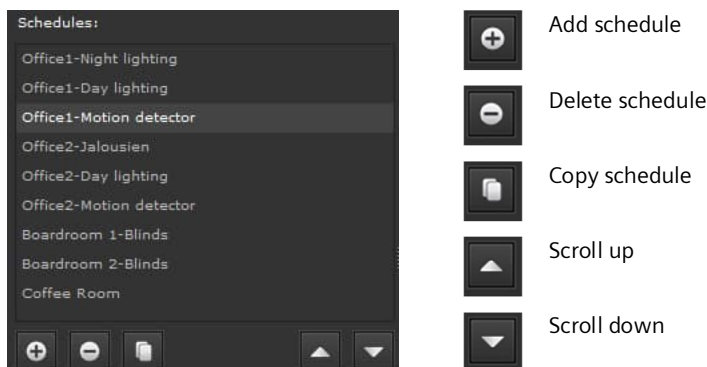 Schedules:
Office1-Night lighting
Office1-Day lighting
Office1-Motion detector
Office2-Jalousien
Office2-Day lighting
Office2-Motion detector
Boardroom 1-Blinds
Boardroom 2-Blinds
Coffee Room
Add schedule
Delete schedule
Copy schedule
Scroll up
Scroll down